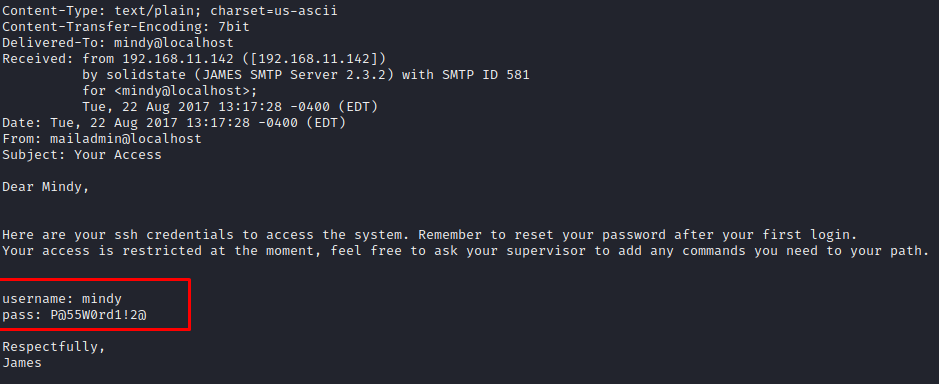 Content-Type: text/plain; charset=us-ascii
Content-Transfer-Encoding: 7bit
Delivered-To: mindy@localhost
Received: from 192.168.11.142 ([192.168.11.142])
by solidstate (JAMES SMTP Server 2.3.2) with SMTP ID 581
for <mindy@localhost>;
Tue, 22 Aug 2017 13:17:28 -0400 (EDT)
Date: Tue, 22 Aug 2017 13:17:28 -0400 (EDT)
From: mailadmin@localhost
Subject: Your Access
Dear Mindy,
Here are your ssh credentials to access the system. Remember to reset your password after your first login.
Your access is restricted at the moment, feel free to ask your supervisor to add any commands you need to your path.
username: mindy
pass: P@55W0rd1!2@
Respectfully,
James